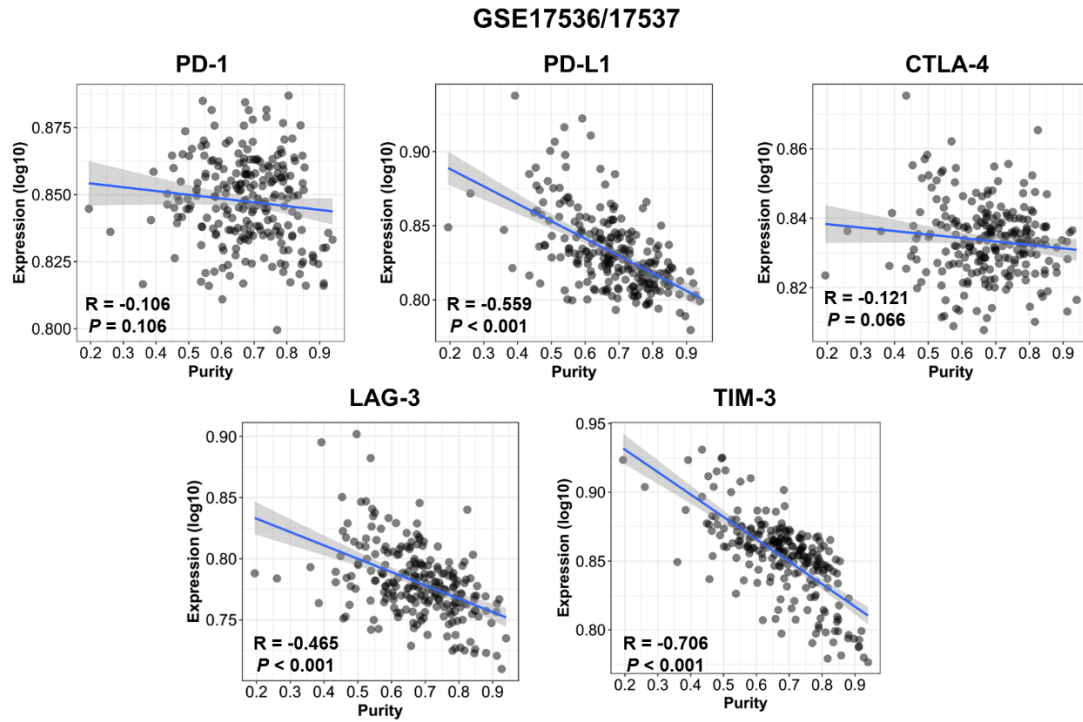 GSE17536/17537
PD-1
Expression (log10)
0.875
0.850
0.825
0.800
R = -0.106
P = 0.106
0.2 0.3 0.4 0.5 0.6 0.7 0.8 0.9
Purity
PD-L1
Expression (log10)
0.90
0.85
0.80
R = -0.559
P < 0.001
0.2 0.3 0.4 0.5 0.6 0.7 0.8 0.9
Purity
CTLA-4
Expression (log10)
0.86
0.84
0.82
R = -0.121
P = 0.066
0.2 0.3 0.4 0.5 0.6 0.7 0.8 0.9
Purity
LAG-3
Expression (log10)
0.90
0.85
0.80
0.75
R = -0.465
P < 0.001
0.2 0.3 0.4 0.5 0.6 0.7 0.8 0.9
Purity
TIM-3
Expression (log10)
0.95
0.90
0.85
0.80
R = -0.706
P < 0.001
0.2 0.3 0.4 0.5 0.6 0.7 0.8 0.9
Purity